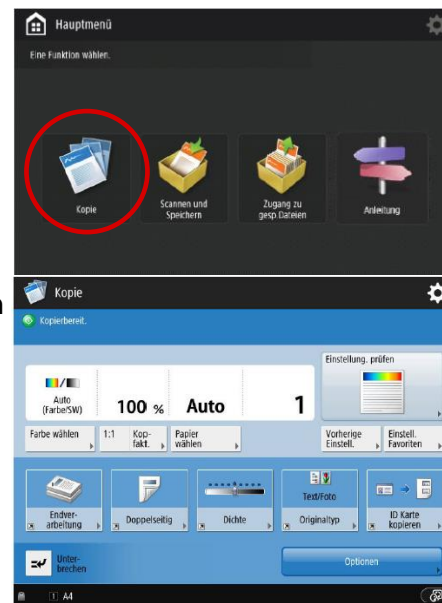 Hauptmenü
Eine Funktion wählen.
Kopie
Scannen und
Speichern
Zugang zu
gesp.Dateien
Anleitung
Kopie
Kopierbereit.
Einstellung. prüfen
Auto
(Farbe/SW)
100 %
Auto
1
Farbe wählen
1:1
Kop-
fakt.
Papier
wählen
Vorherige
Einstell.
Einstell.
Favoriten
Endver-
arbeitung
Doppelseitig
Dichte
Text/Foto
Originaltyp
ID Karte
kopieren
Unter-
brechen
Optionen
1 A4